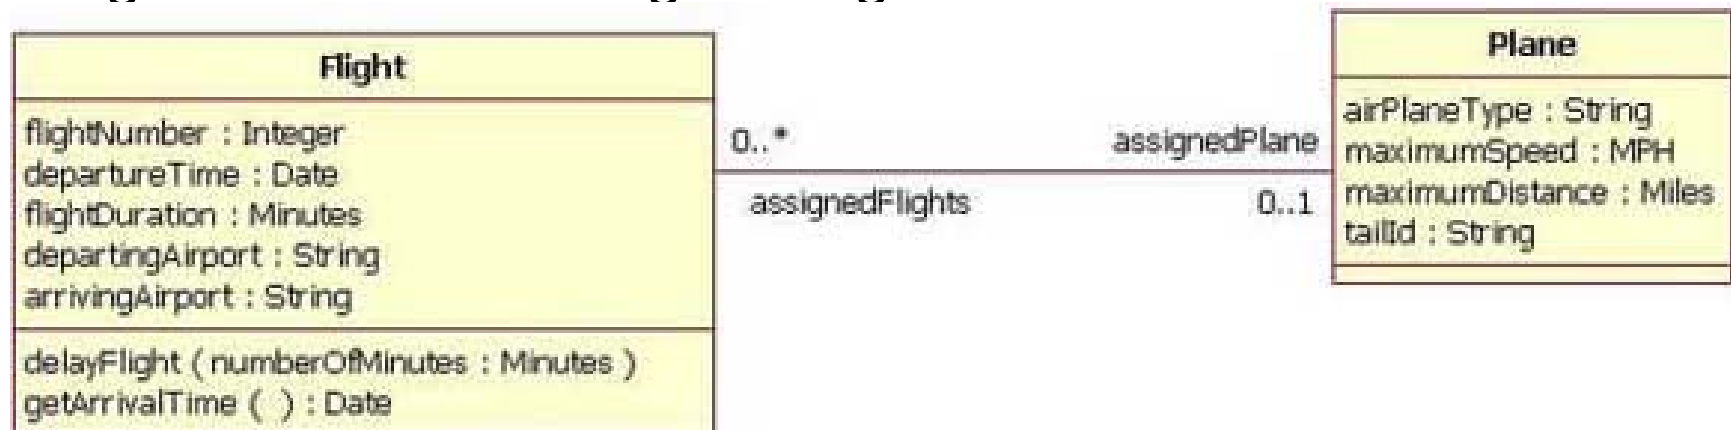 Flight
flightNumber : Integer
departureTime : Date
flightDuration : Minutes
departingAirport : String
arrivingAirport : String
delayFlight ( numberOfMinutes : Minutes )
getArrivalTime ( ) : Date
0..*
assignedPlane
assignedFlights
0..1
Plane
airPlaneType : String
maximumSpeed : MPH
maximumDistance : Miles
tailId : String